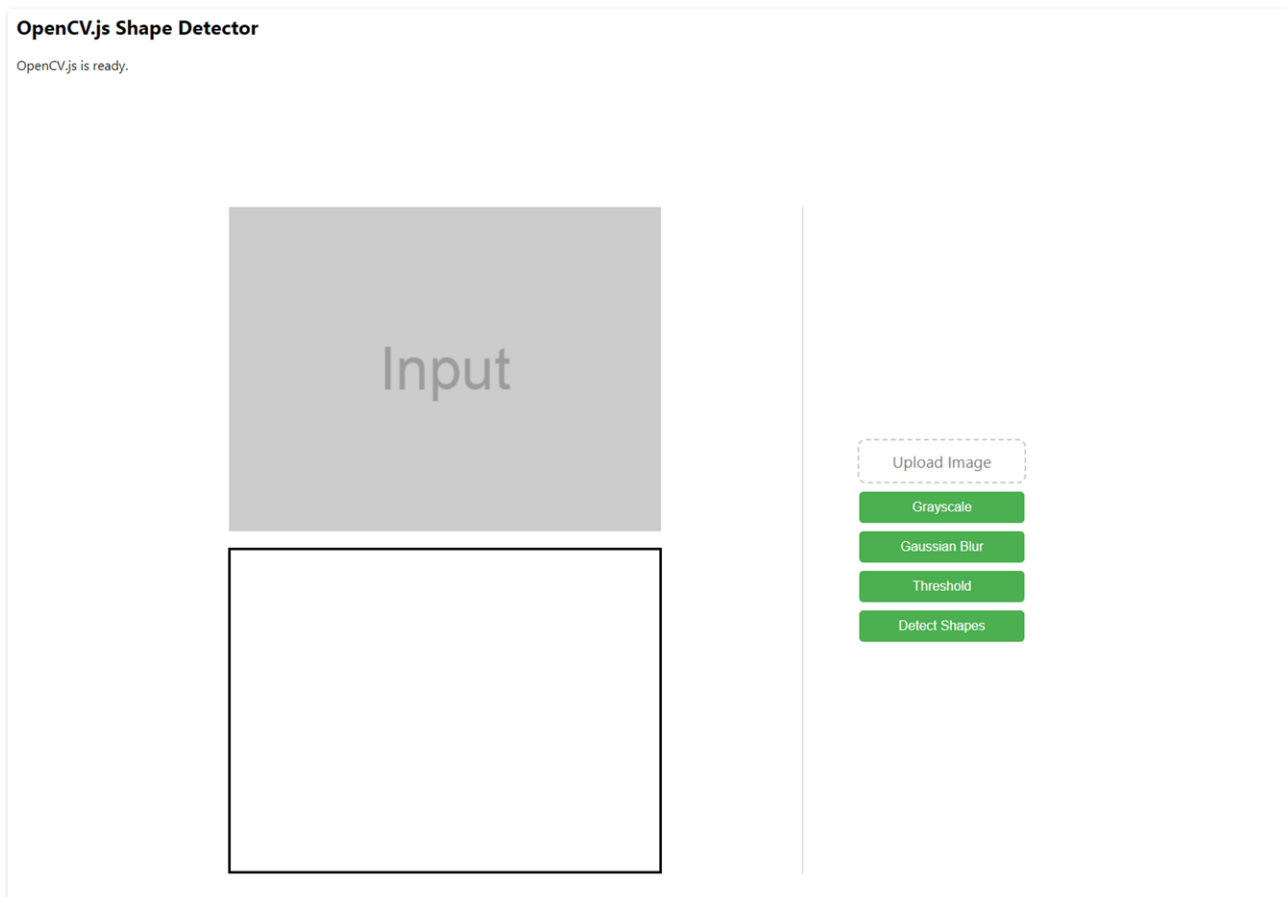 OpenCV.js Shape Detector
OpenCV.js is ready.
Input
Upload Image
Grayscale
Gaussian Blur
Threshold
Detect Shapes